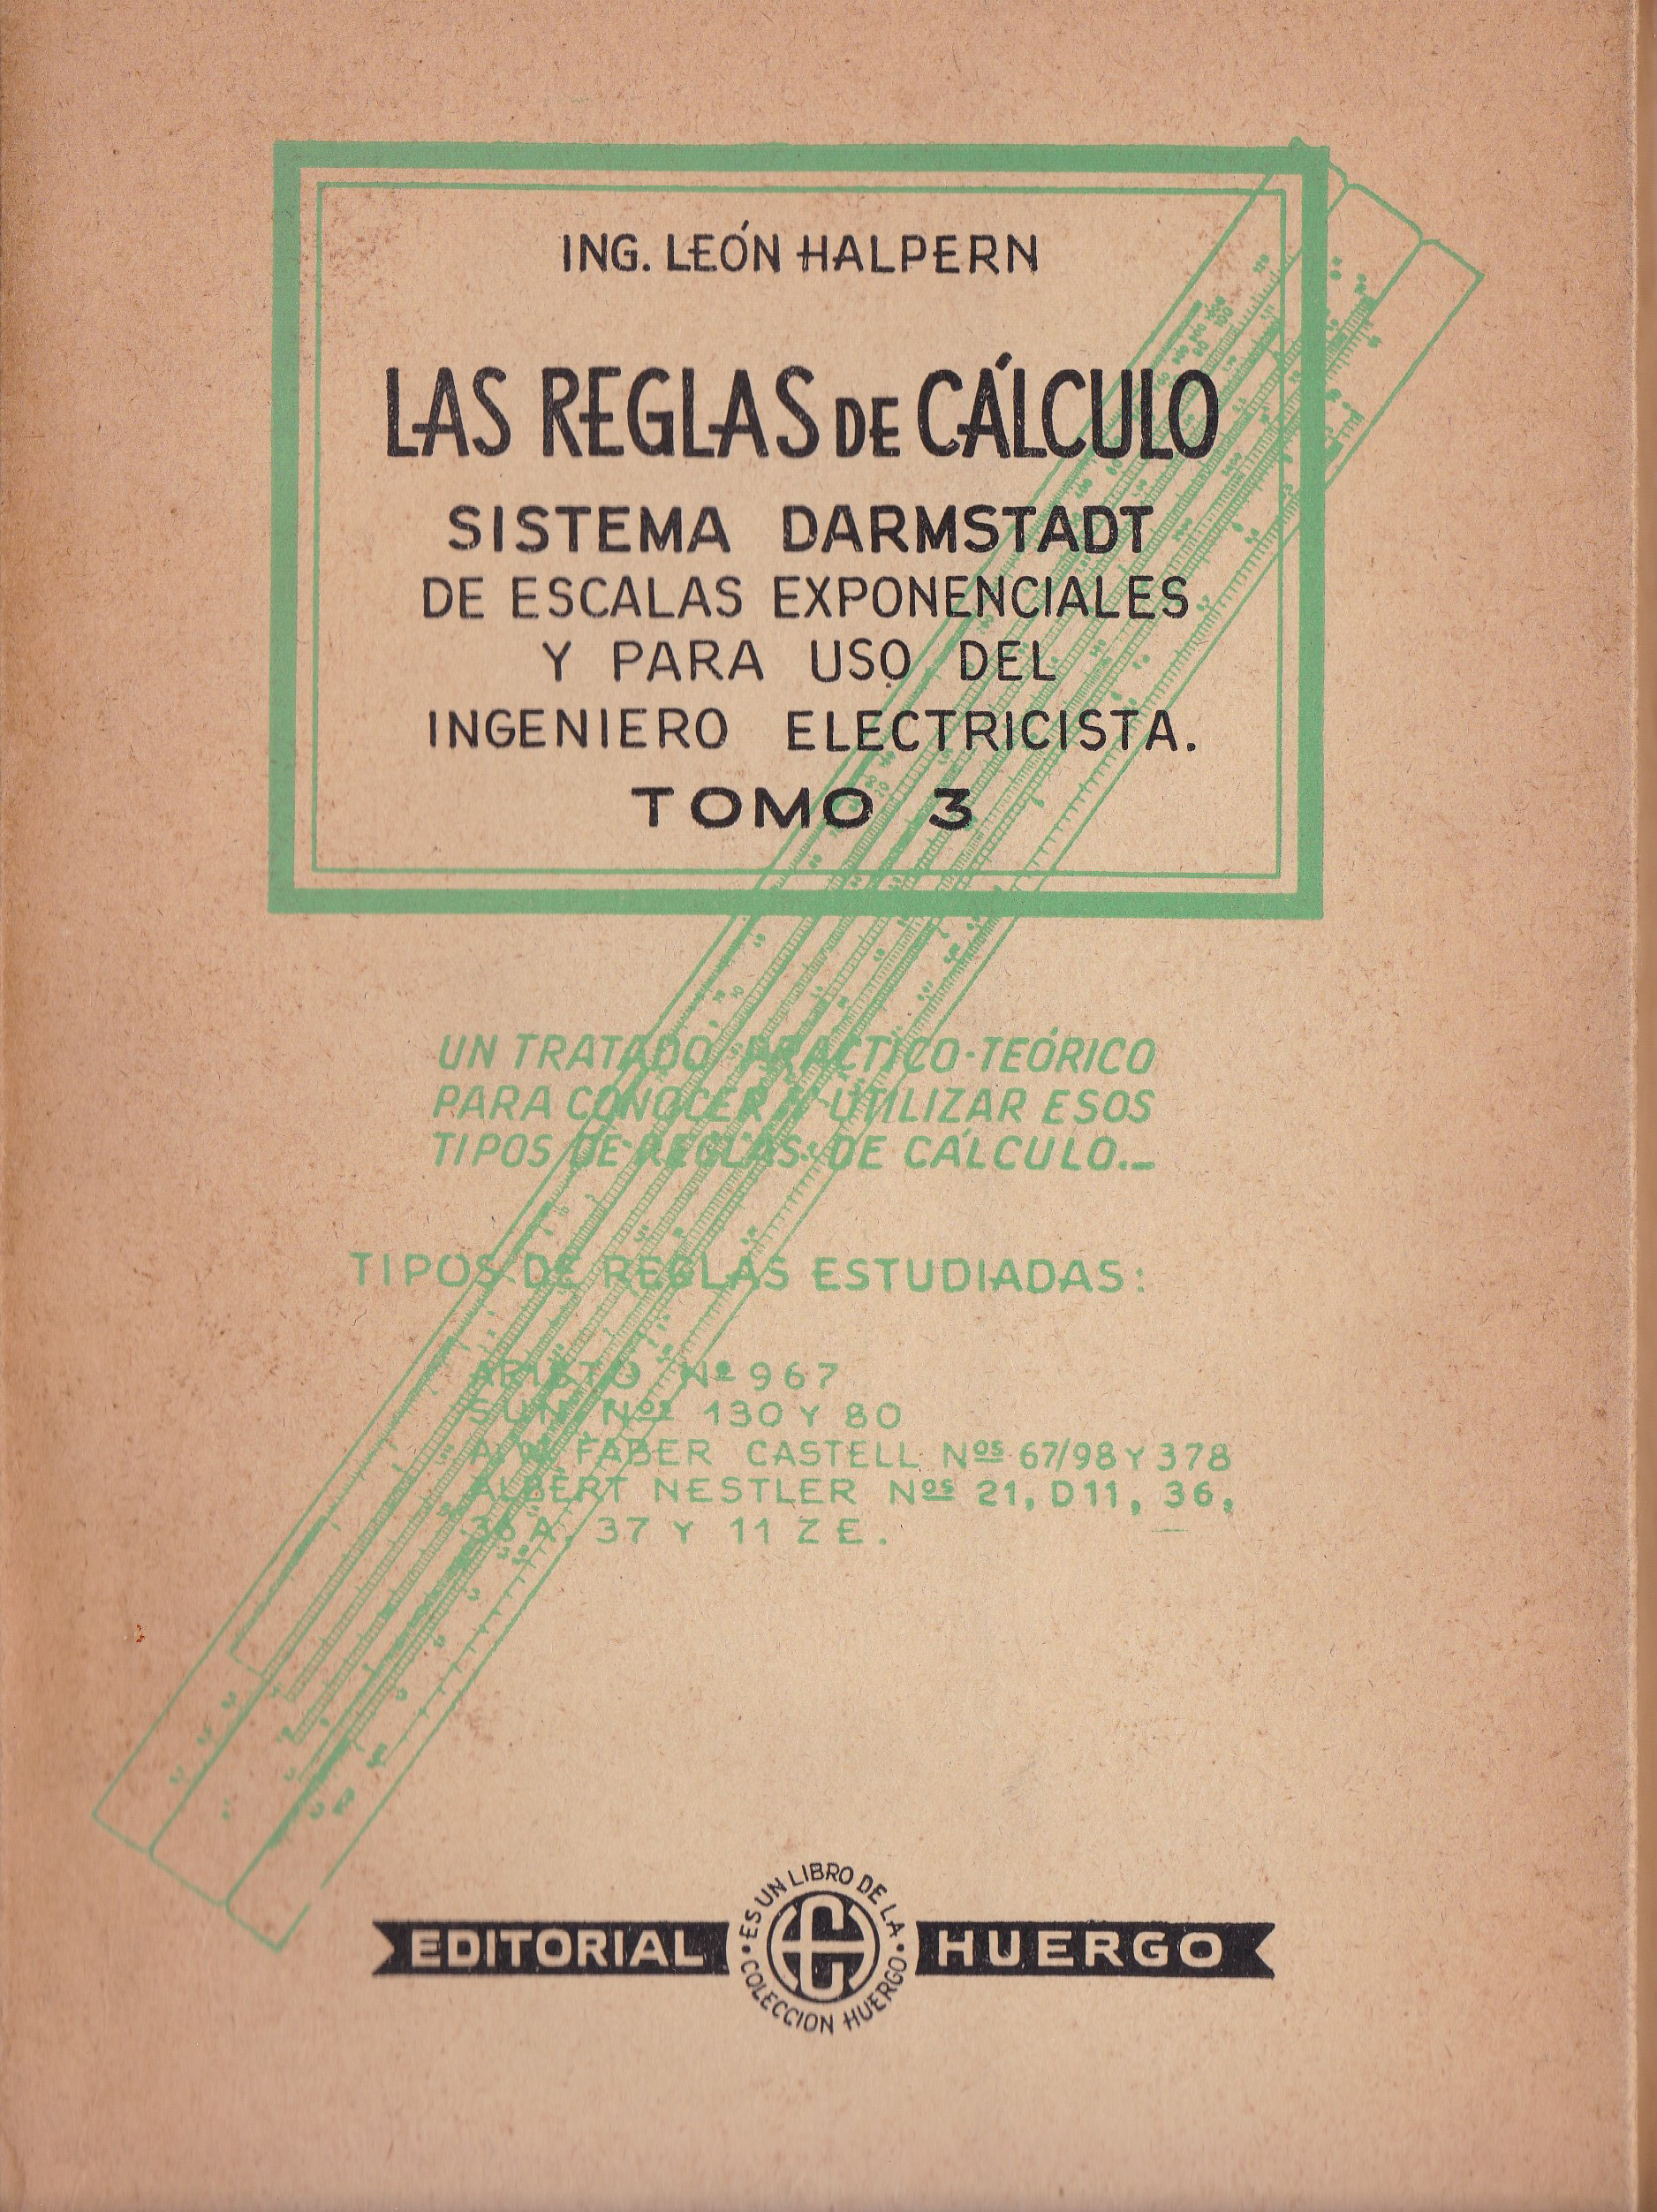 ING. LEÓN HALPERN
LAS REGLAS DE CÁLCULO
SISTEMA DARMSTADT
DE ESCALAS EXPONENCIALES
Y PARA USO DEL
INGENIERO ELECTRICISTA.
TOMO 3
UN TRATADO PRÁCTICO-TEÓRICO
PARA CONOCER Y UTILIZAR ESOS
TIPOS DE REGLAS DE CÁLCULO.—
TIPOS DE REGLAS ESTUDIADAS:
ARISTO Nº 967
SUN Nos 130 Y 80
A. W. FABER CASTELL Nos 67/98 Y 378
ALBERT NESTLER Nos 21, D11, 36,
36 A, 37 Y 11 Z E.
EDITORIAL HUERGO
ES UN LIBRO DE LA
COLECCION HUERGO